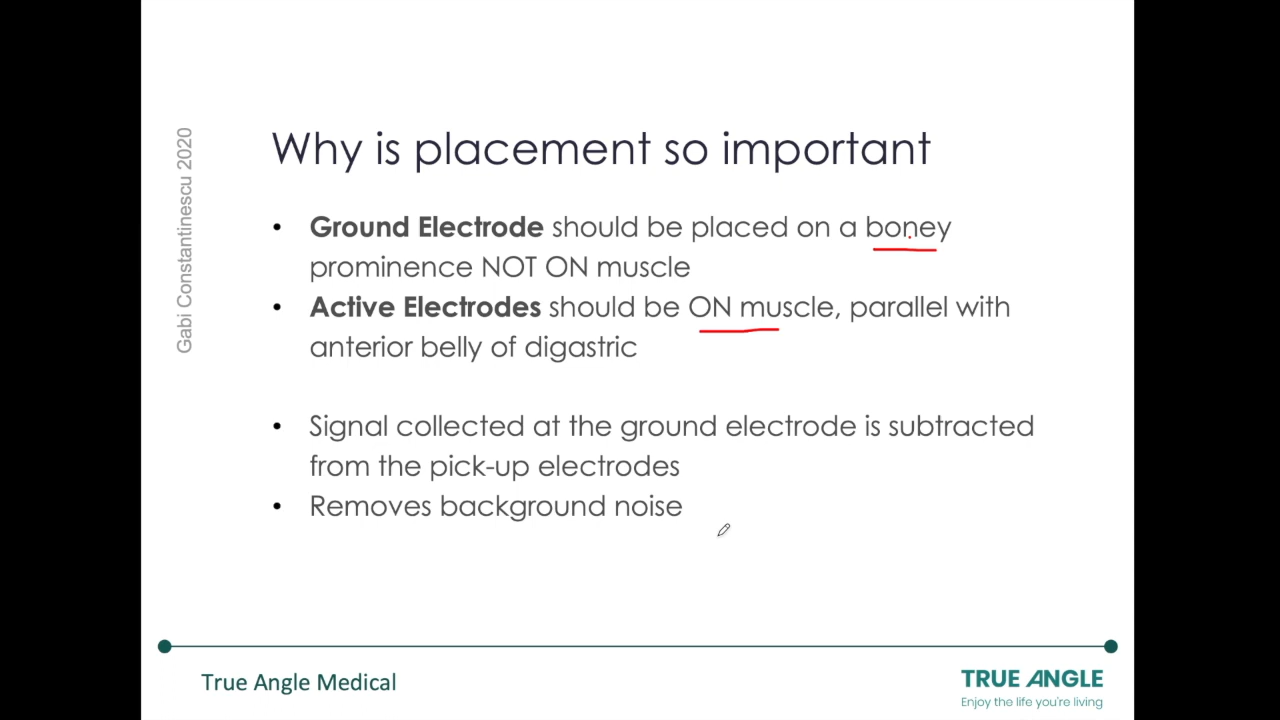 Gabi Constantinescu 2020
Why is placement so important
• Ground Electrode should be placed on a boney
prominence NOT ON muscle
• Active Electrodes should be ON muscle, parallel with
anterior belly of digastric
• Signal collected at the ground electrode is subtracted
from the pick-up electrodes
• Removes background noise
True Angle Medical
TRUE ANGLE
Enjoy the life you're living